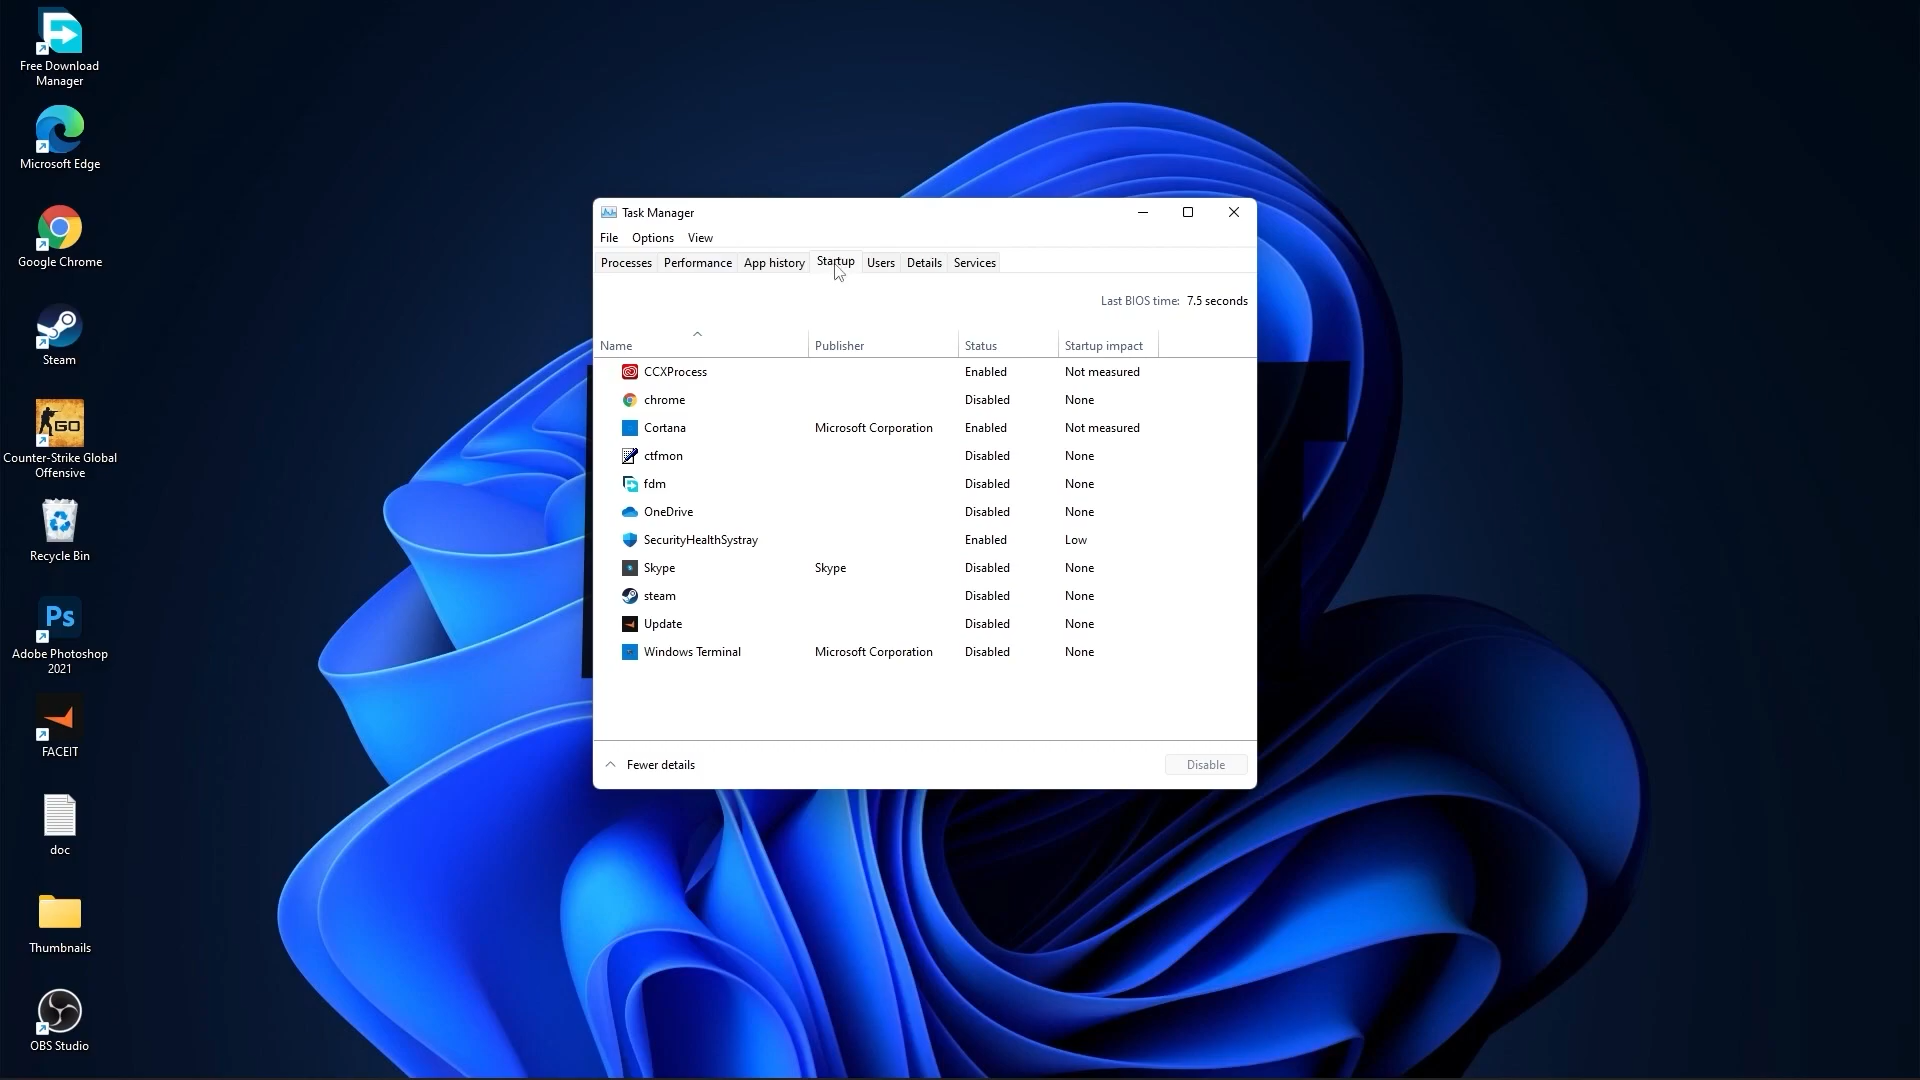 Free Download
Manager
Microsoft Edge
Google Chrome
Steam
GO
Counter-Strike Global
Offensive
Recycle Bin
Ps
Adobe Photoshop
2021
FACEIT
doc
Thumbnails
OBS Studio
Task Manager
File Options View
Processes Performance App history Startup Users Details Services
Last BIOS time: 7.5 seconds
Name Publisher Status Startup impact
CCXProcess Enabled Not measured
chrome Disabled None
Cortana Microsoft Corporation Enabled Not measured
ctfmon Disabled None
fdm Disabled None
OneDrive Disabled None
SecurityHealthSystray Enabled Low
Skype Skype Disabled None
steam Disabled None
Update Disabled None
Windows Terminal Microsoft Corporation Disabled None
Fewer details Disable